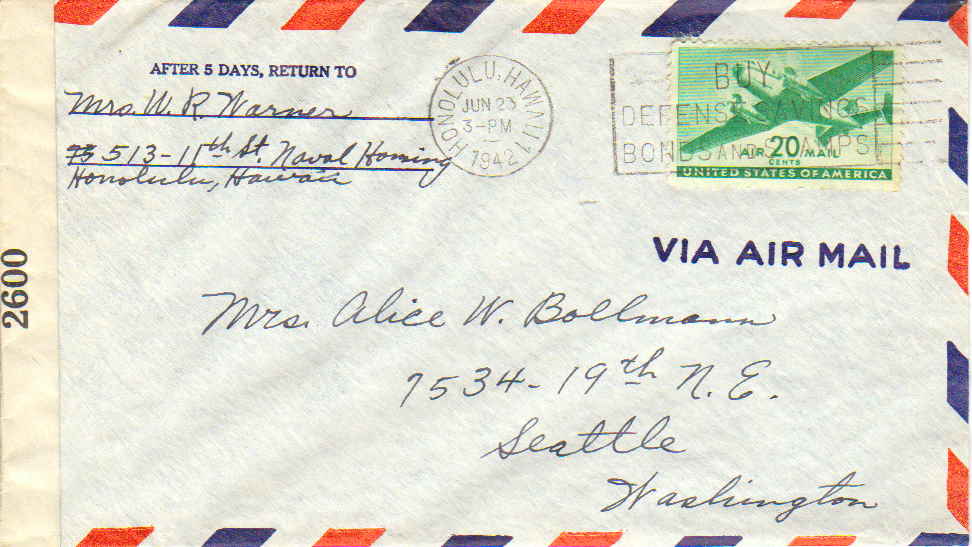 AFTER 5 DAYS, RETURN TO
Mrs. W. R. Warner
513-11th St. Naval Housing
Honolulu, Hawaii
HONOLULU, HAWAII
JUN 23
3-PM
1942
BUY
DEFENSE SAVINGS
BONDS AND STAMPS
AIR 20 MAIL
CENTS
UNITED STATES OF AMERICA
VIA AIR MAIL
2600
Mrs. Alice W. Bollmann
7534-19th N.E.
Seattle
Washington